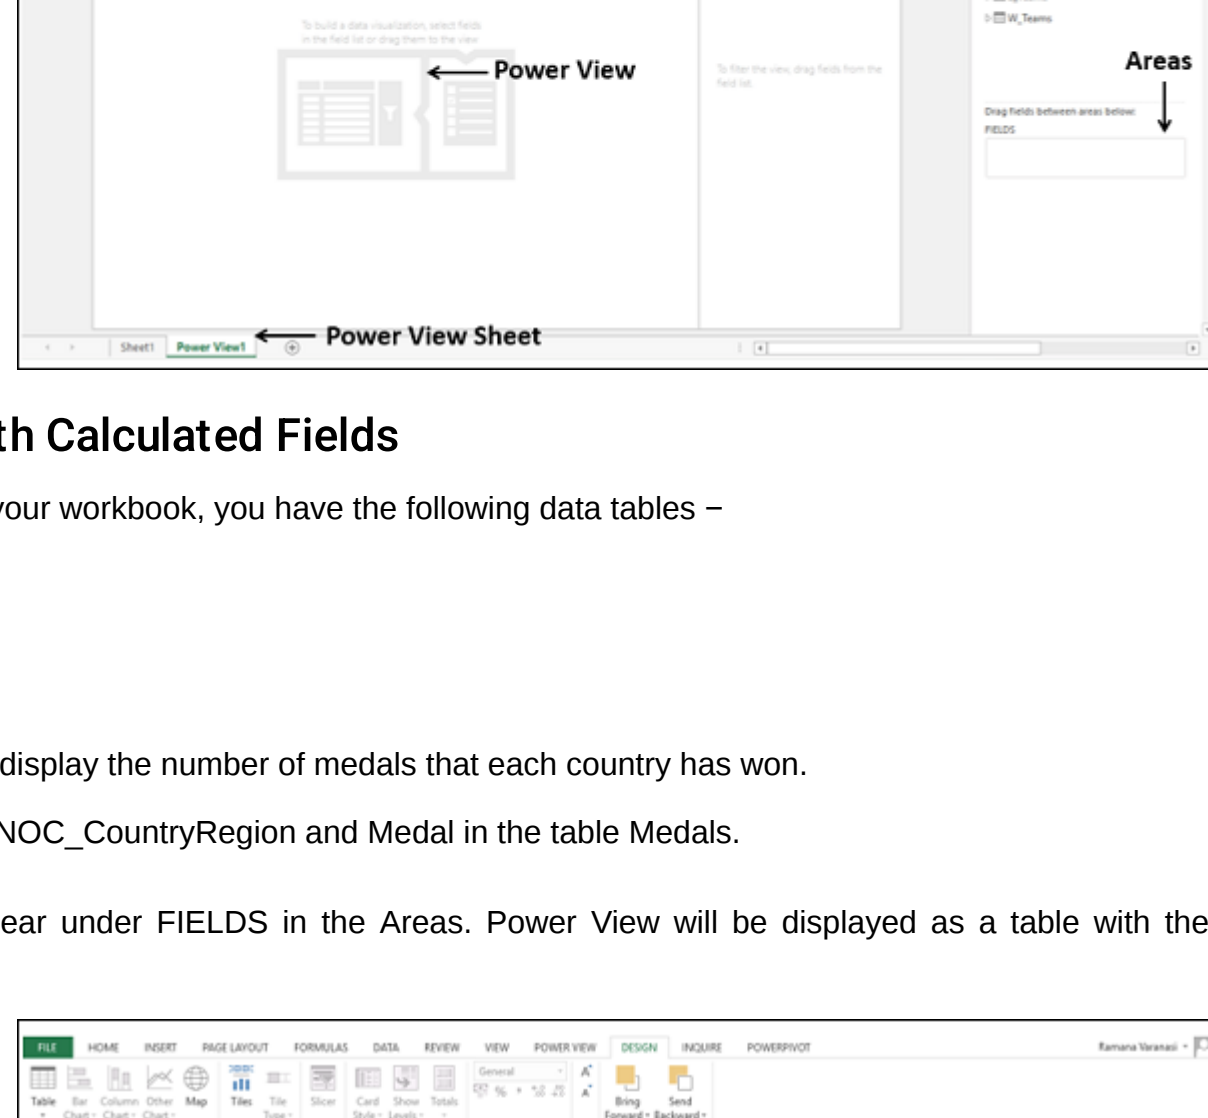 W_Teams
To build a data visualization, select fields
in the field list or drag them to the view
Power View
To filter the view, drag fields from the
field list.
Areas
Drag fields between areas below:
FIELDS
Power View Sheet
Sheet1 Power View1
th Calculated Fields
your workbook, you have the following data tables −
display the number of medals that each country has won.
NOC_CountryRegion and Medal in the table Medals.
ear under FIELDS in the Areas. Power View will be displayed as a table with the
FILE HOME INSERT PAGE LAYOUT FORMULAS DATA REVIEW VIEW POWER VIEW DESIGN INQUIRE POWERPIVOT Ramana Varanasi
General
Table Bar Column Other Map Tiles Tile Slicer Card Show Totals Bring Send
Chart Chart Chart Type Style Levels Forward Backward